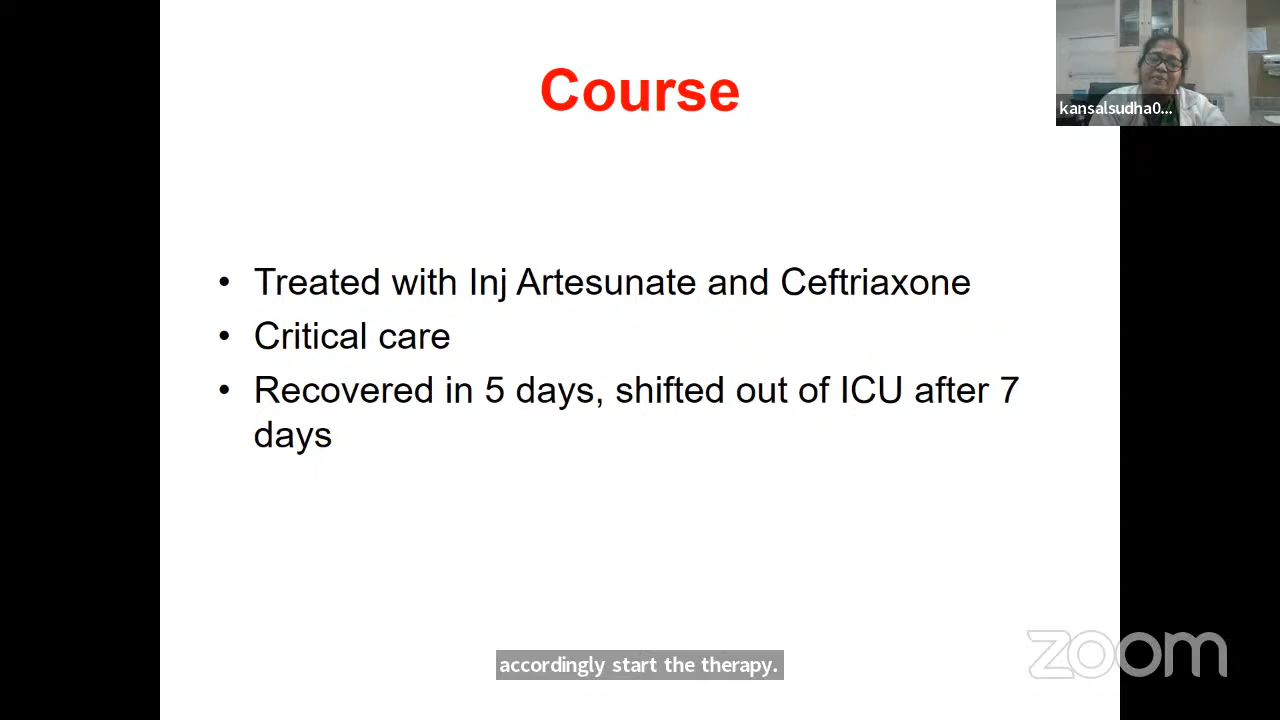 Course
kansalsudha0...
• Treated with Inj Artesunate and Ceftriaxone
• Critical care
• Recovered in 5 days, shifted out of ICU after 7
days
accordingly start the therapy.
zoom